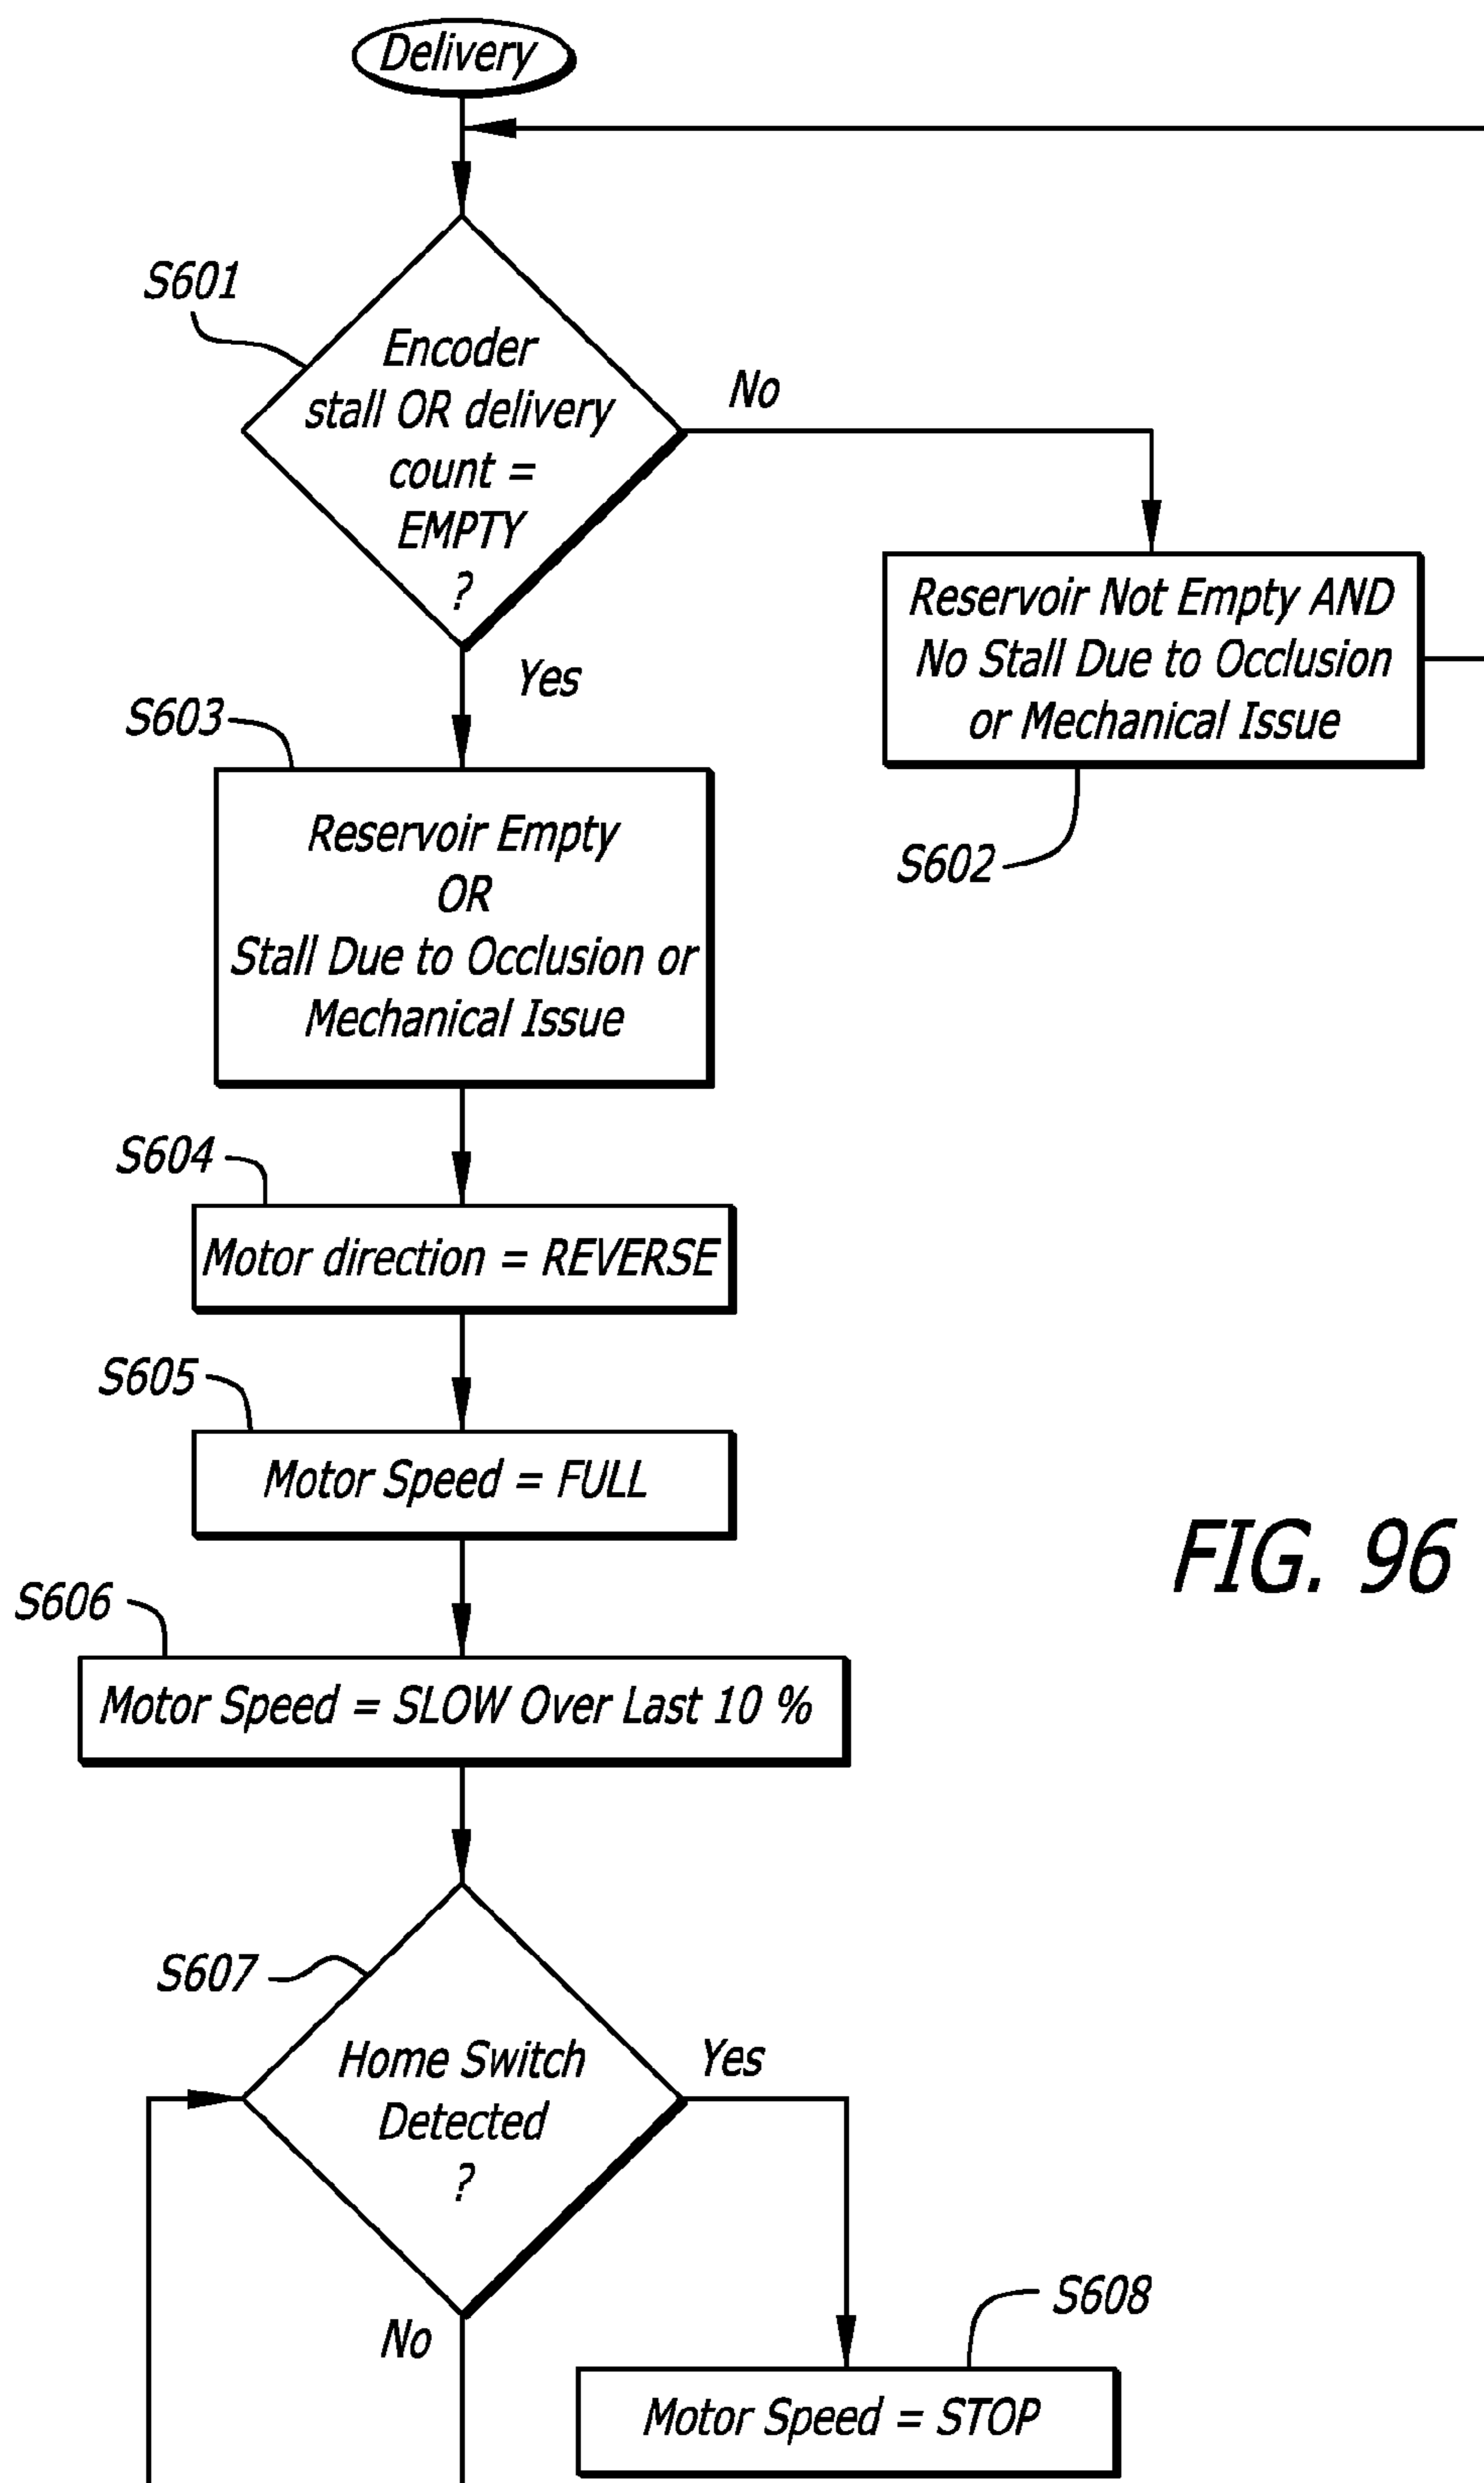 Delivery
S601
Encoder
stall OR delivery
count =
EMPTY
?
No
Yes
Reservoir Not Empty AND
No Stall Due to Occlusion
or Mechanical Issue
S602
S603
Reservoir Empty
OR
Stall Due to Occlusion or
Mechanical Issue
S604
Motor direction = REVERSE
S605
Motor Speed = FULL
FIG. 96
S606
Motor Speed = SLOW Over Last 10 %
S607
Home Switch
Detected
?
Yes
No
S608
Motor Speed = STOP